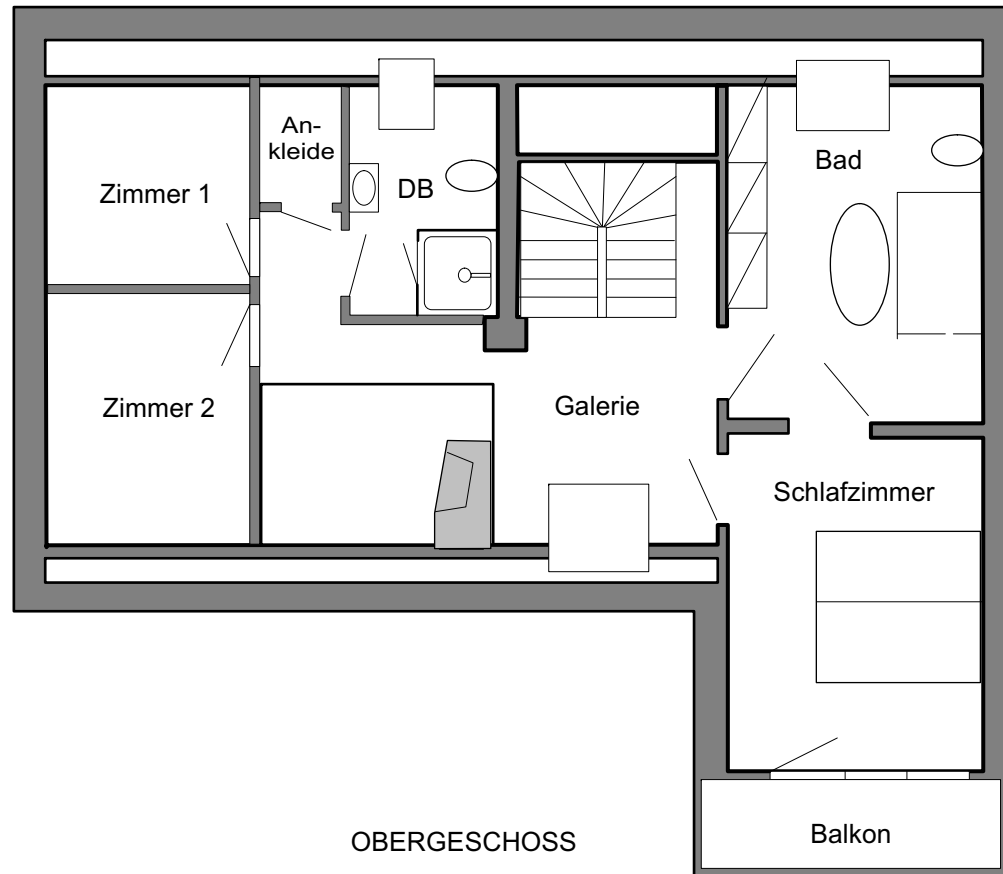 An-
kleide
Zimmer 1
DB
Bad
Zimmer 2
Galerie
Schlafzimmer
OBERGESCHOSS
Balkon